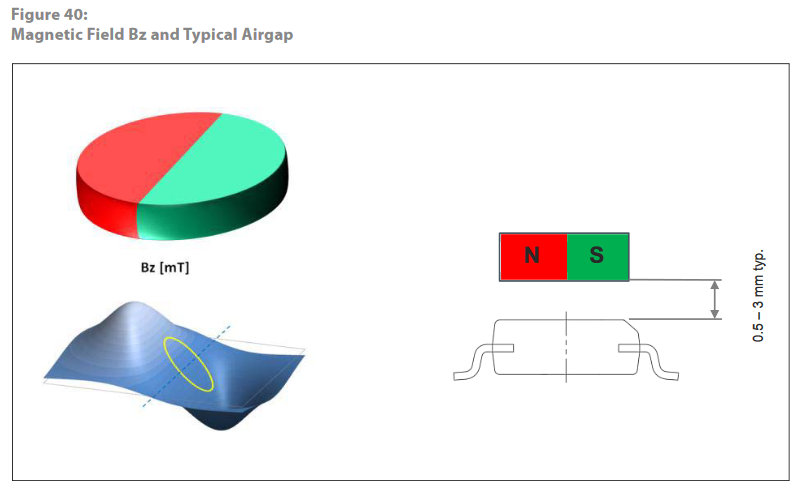 Figure 40:
Magnetic Field Bz and Typical Airgap
Bz [mT]
N S
0.5 – 3 mm typ.